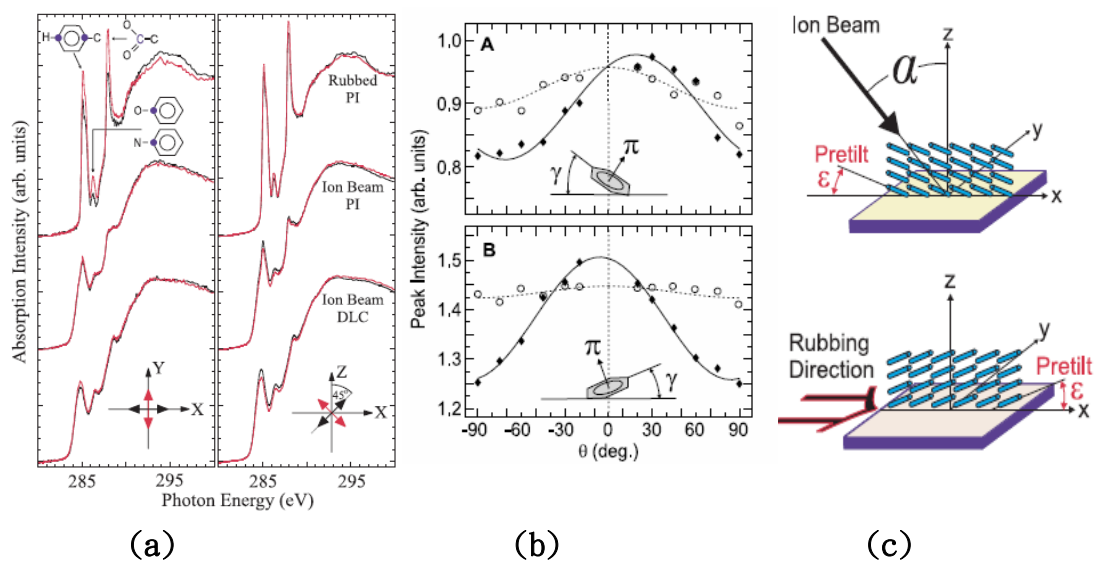 Absorption Intensity (arb. units)
H
C
O
C
O
O
N
Rubbed
PI
Ion Beam
PI
Ion Beam
DLC
Y
X
Z
45°
X
285
295
285
295
Photon Energy (eV)
(a)
Peak Intensity (arb. units)
A
1,0
0,9
0,8
γ
π
B
1.5
1.4
1.3
1.2
π
γ
-90
-60
-30
0
30
60
90
θ (deg.)
(b)
Ion Beam
α
z
y
Pretilt
ε
x
z
y
Rubbing
Direction
Pretilt
ε
x
(c)